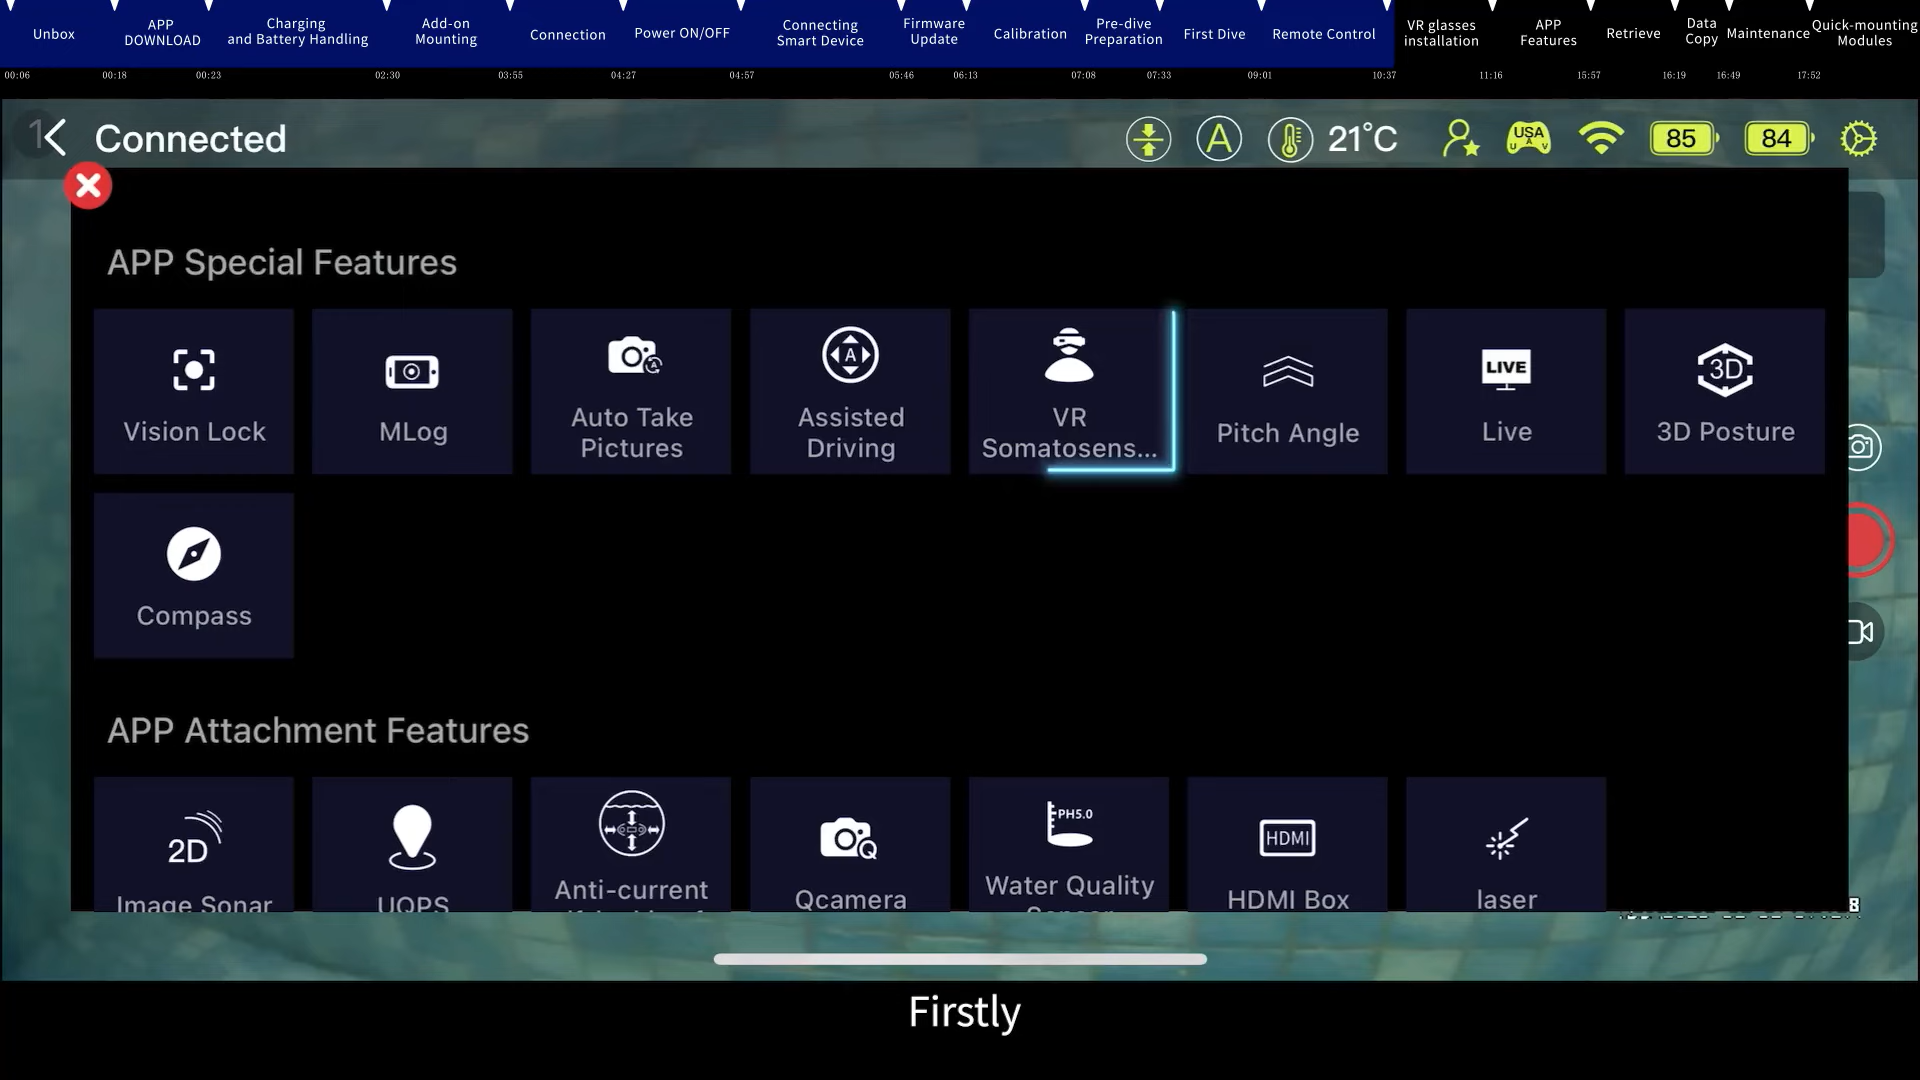 Unbox
APP
DOWNLOAD
Charging
and Battery Handling
Add-on
Mounting
Connection
Power ON/OFF
Connecting
Smart Device
Firmware
Update
Calibration
Pre-dive
Preparation
First Dive
Remote Control
VR glasses
installation
APP
Features
Retrieve
Data
Copy
Maintenance
Quick-mounting
Modules
00:06 00:18 00:23 02:30 03:55 04:27 04:57 05:46 06:13 07:08 07:33 09:01 10:37 11:16 15:57 16:19 16:49 17:52
Connected
A
21°C
USA
U A V
85
84
APP Special Features
Vision Lock
MLog
Auto Take
Pictures
A
Assisted
Driving
VR
Somatosens...
Pitch Angle
LIVE
Live
3D
3D Posture
Compass
APP Attachment Features
2D
Image Sonar
UQPS
Anti-current
Qcamera
PH5.0
Water Quality
Sensor
HDMI
HDMI Box
laser
Firstly